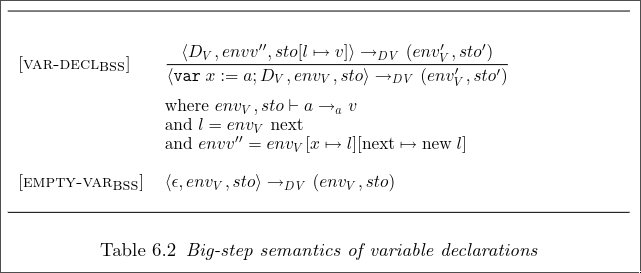 [VAR-DECL_BSS] ⟨D_V, envv″, sto[l ↦ v]⟩ →_DV (env′_V, sto′)
⟨var x := a; D_V, env_V, sto⟩ →_DV (env′_V, sto′)
where env_V, sto ⊢ a →_a v
and l = env_V next
and envv″ = env_V[x ↦ l][next ↦ new l]
[EMPTY-VAR_BSS] ⟨ϵ, env_V, sto⟩ →_DV (env_V, sto)
Table 6.2 Big-step semantics of variable declarations